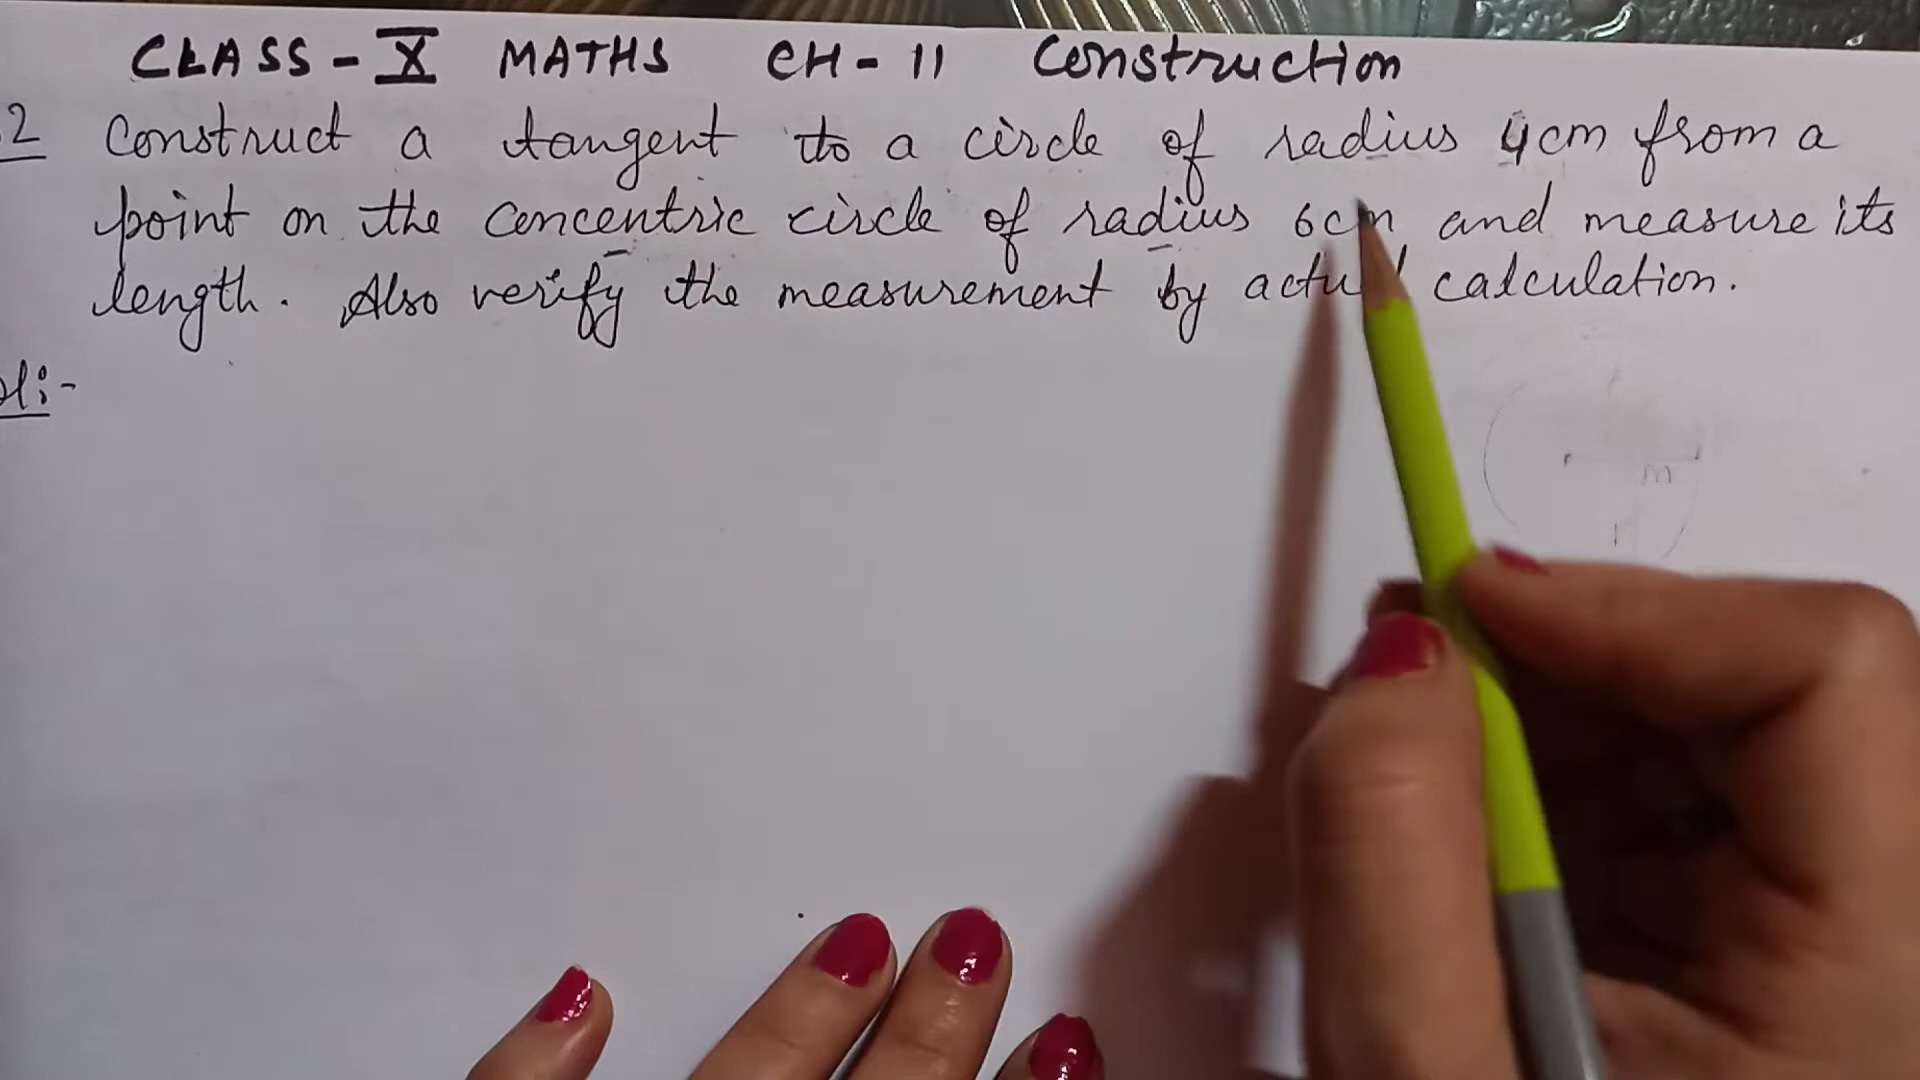 CLASS - X MATHS CH - 11 Construction
2 Construct a tangent to a circle of radius 4cm from a
point on the concentric circle of radius 6cm and measure its
length. Also verify the measurement by calculation.
m